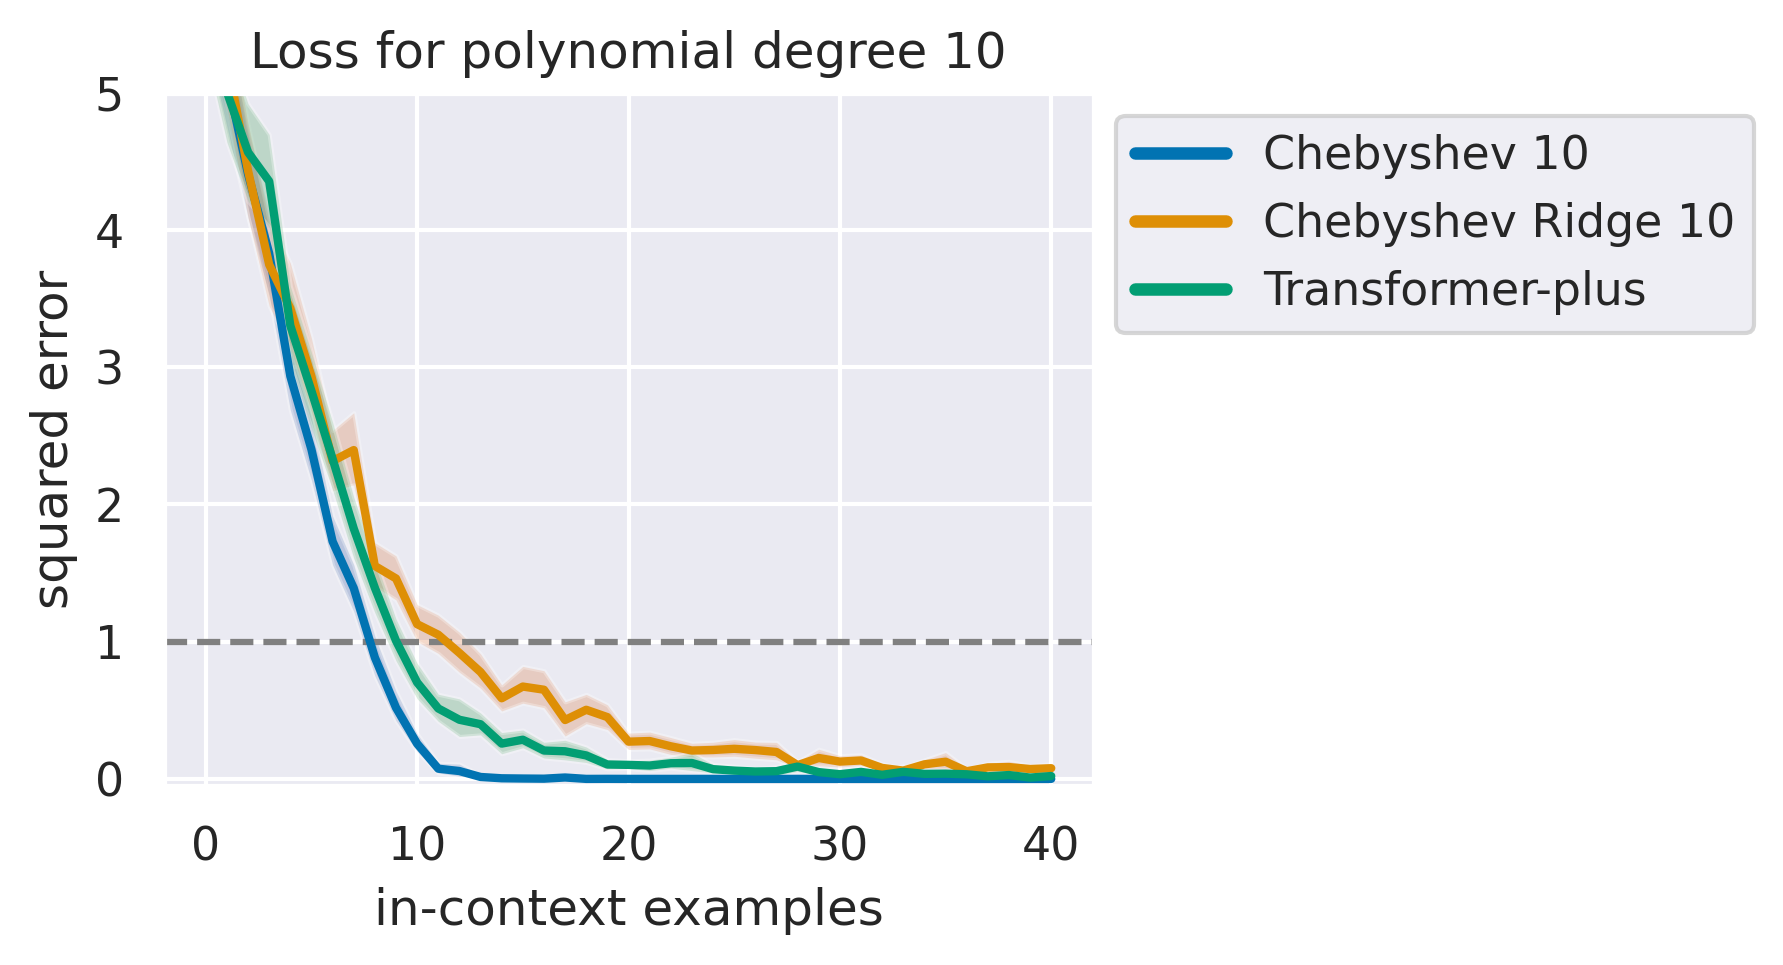 Loss for polynomial degree 10
5
4
3
2
1
0
squared error
0 10 20 30 40
in-context examples
Chebyshev 10
Chebyshev Ridge 10
Transformer-plus